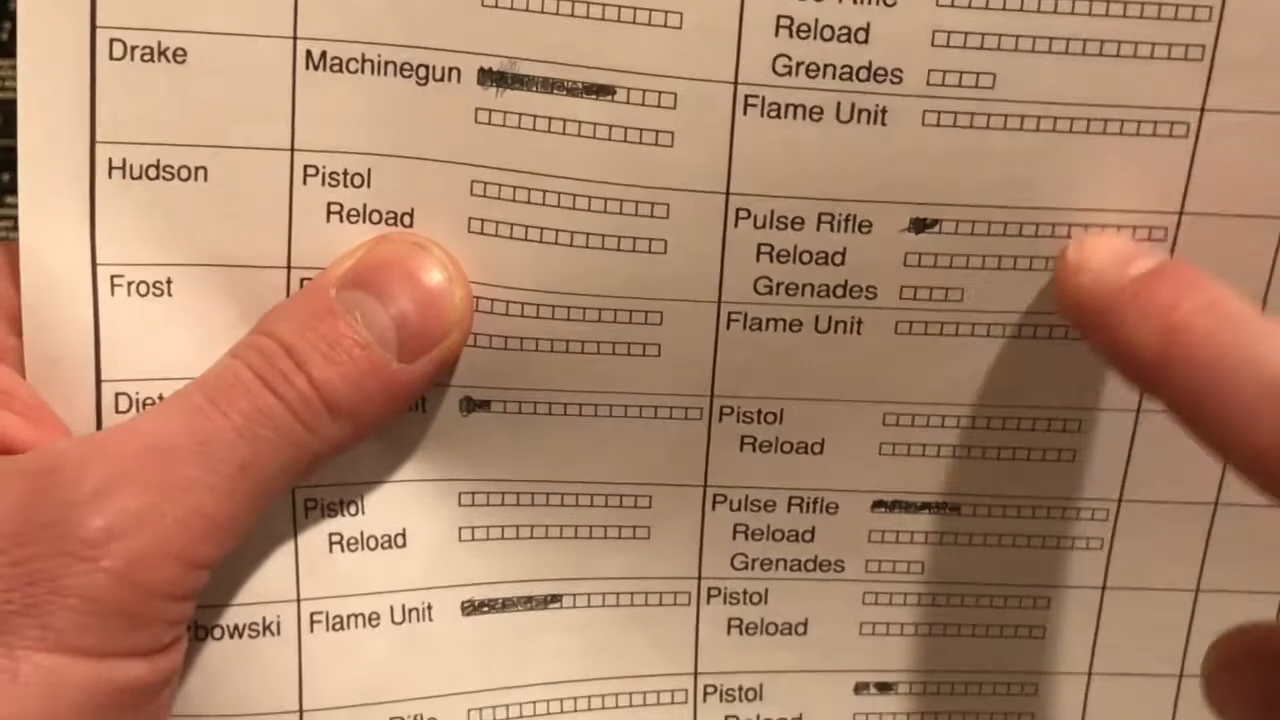 Reload
Grenades
Drake
Machinegun
Flame Unit
Hudson
Pistol
Reload
Pulse Rifle
Reload
Grenades
Frost
Flame Unit
Pistol
Reload
Pistol
Reload
Pulse Rifle
Reload
Grenades
Flame Unit
Pistol
Reload
Pistol